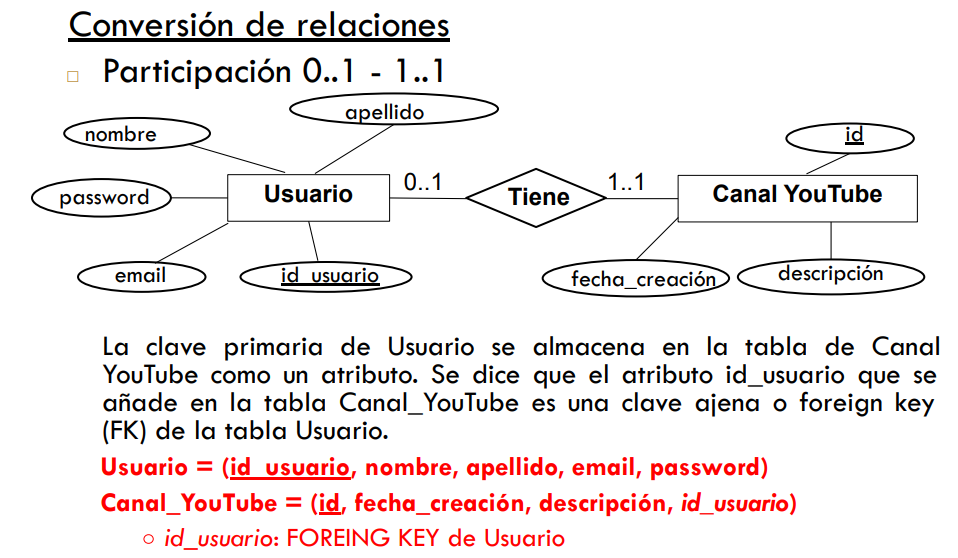 Conversión de relaciones
Participación 0..1 - 1..1
apellido
nombre
id
password
Usuario
0..1
Tiene
1..1
Canal YouTube
email
id_usuario
fecha_creación
descripción
La clave primaria de Usuario se almacena en la tabla de Canal
YouTube como un atributo. Se dice que el atributo id_usuario que se
añade en la tabla Canal_YouTube es una clave ajena o foreign key
(FK) de la tabla Usuario.
Usuario = (id_usuario, nombre, apellido, email, password)
Canal_YouTube = (id, fecha_creación, descripción, id_usuario)
id_usuario: FOREING KEY de Usuario